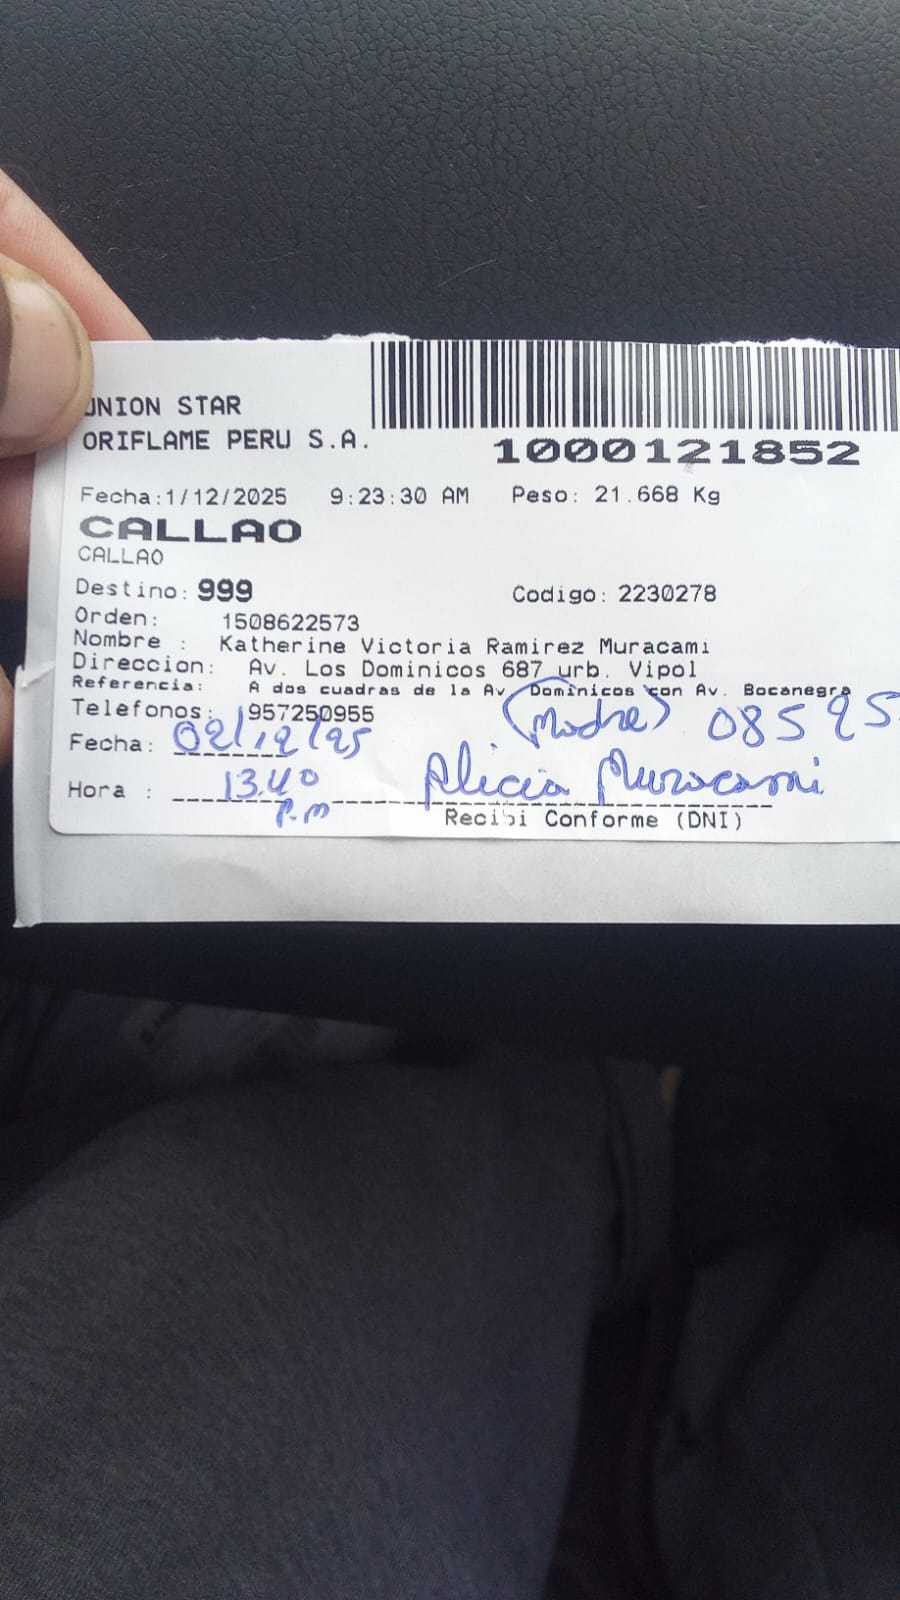 UNION STAR
ORIFLAME PERU S.A.
1000121852
Fecha:1/12/2025 9:23:30 AM Peso: 21.668 Kg
CALLAO
CALLAO
Destino: 999 Codigo: 2230278
Orden: 1508622573
Nombre : Katherine Victoria Ramirez Muracami
Direccion: Av. Los Dominicos 687 urb. Vipol
Referencia: A dos cuadras de la Av Dominicos con Av. Bocanegra
Telefonos: 957250955 (Madre) 08595
Fecha: 02/12/25
Hora : 13.40 Alicia Muracami
P.m
Recibi Conforme (DNI)